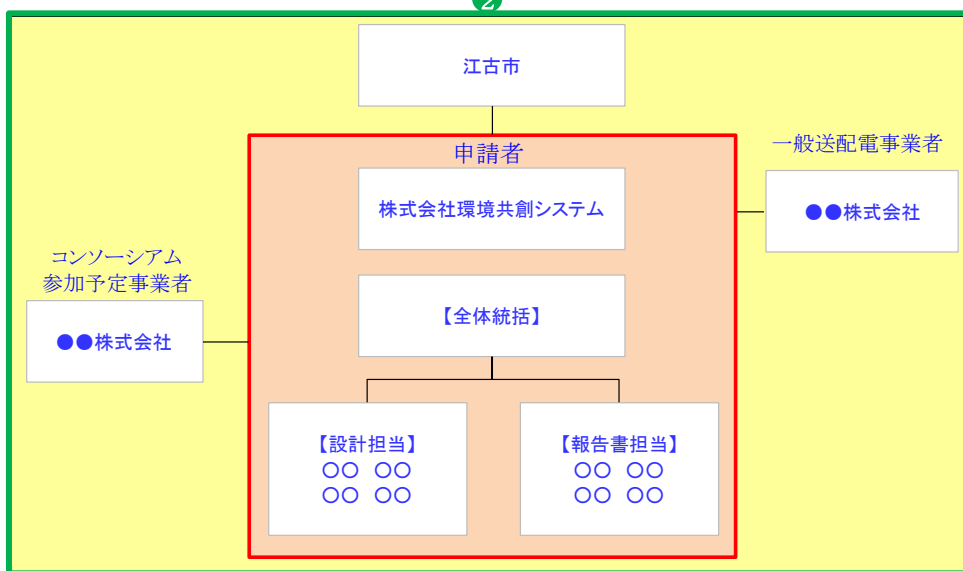 2
江古市
申請者
株式会社環境共創システム
一般送配電事業者
●●株式会社
コンソーシアム
参加予定事業者
●●株式会社
【全体統括】
【設計担当】
○○ ○○
○○ ○○
【報告書担当】
○○ ○○
○○ ○○